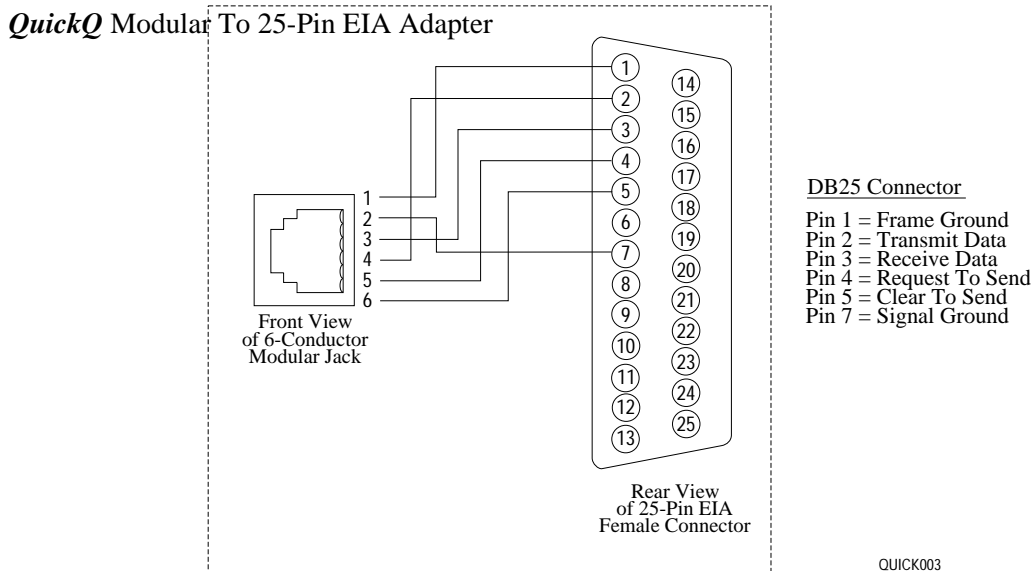 QuickQ Modular To 25-Pin EIA Adapter
1
2
3
4
5
6
Front View
of 6-Conductor
Modular Jack
1
2
3
4
5
6
7
8
9
10
11
12
13
14
15
16
17
18
19
20
21
22
23
24
25
Rear View
of 25-Pin EIA
Female Connector
DB25 Connector
Pin 1 = Frame Ground
Pin 2 = Transmit Data
Pin 3 = Receive Data
Pin 4 = Request To Send
Pin 5 = Clear To Send
Pin 7 = Signal Ground
QUICK003